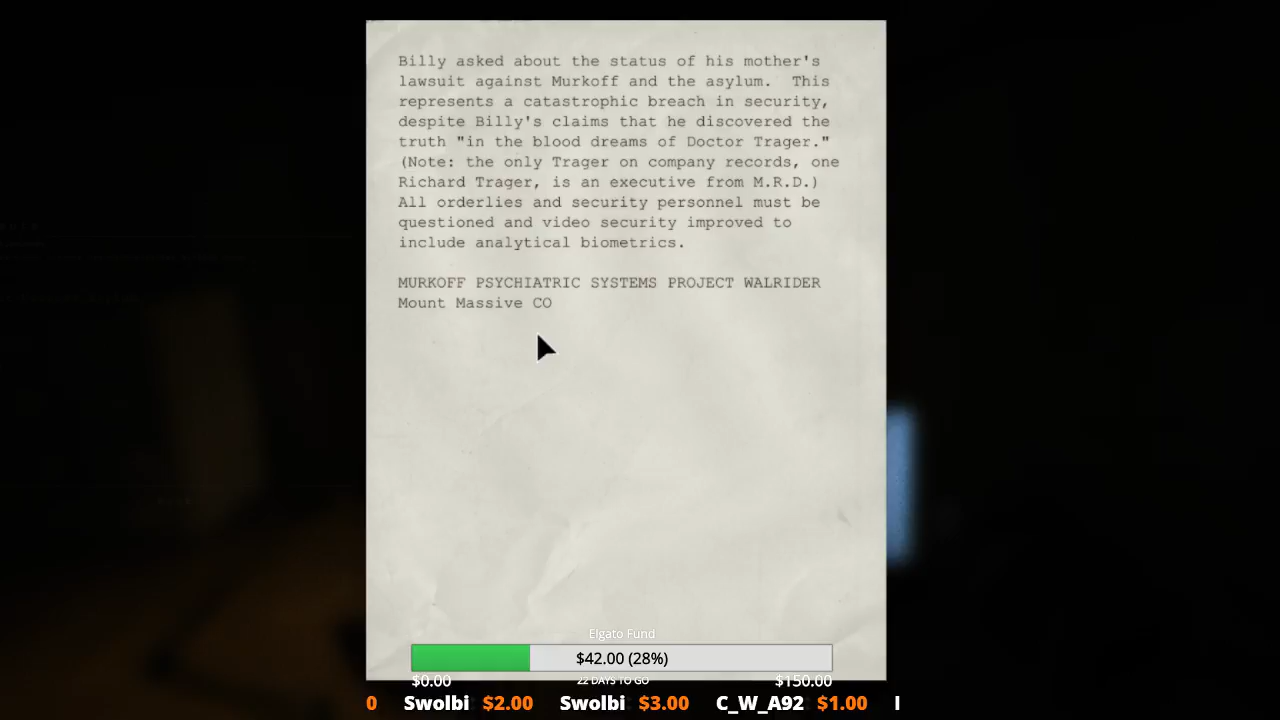 Billy asked about the status of his mother's
lawsuit against Murkoff and the asylum.  This
represents a catastrophic breach in security,
despite Billy's claims that he discovered the
truth "in the blood dreams of Doctor Trager."
(Note: the only Trager on company records, one
Richard Trager, is an executive from M.R.D.)
All orderlies and security personnel must be
questioned and video security improved to
include analytical biometrics.
MURKOFF PSYCHIATRIC SYSTEMS PROJECT WALRIDER
Mount Massive CO
Elgato Fund
$42.00 (28%)
$0.00 22 DAYS TO GO $150.00
0 Swolbi $2.00 Swolbi $3.00 C_W_A92 $1.00